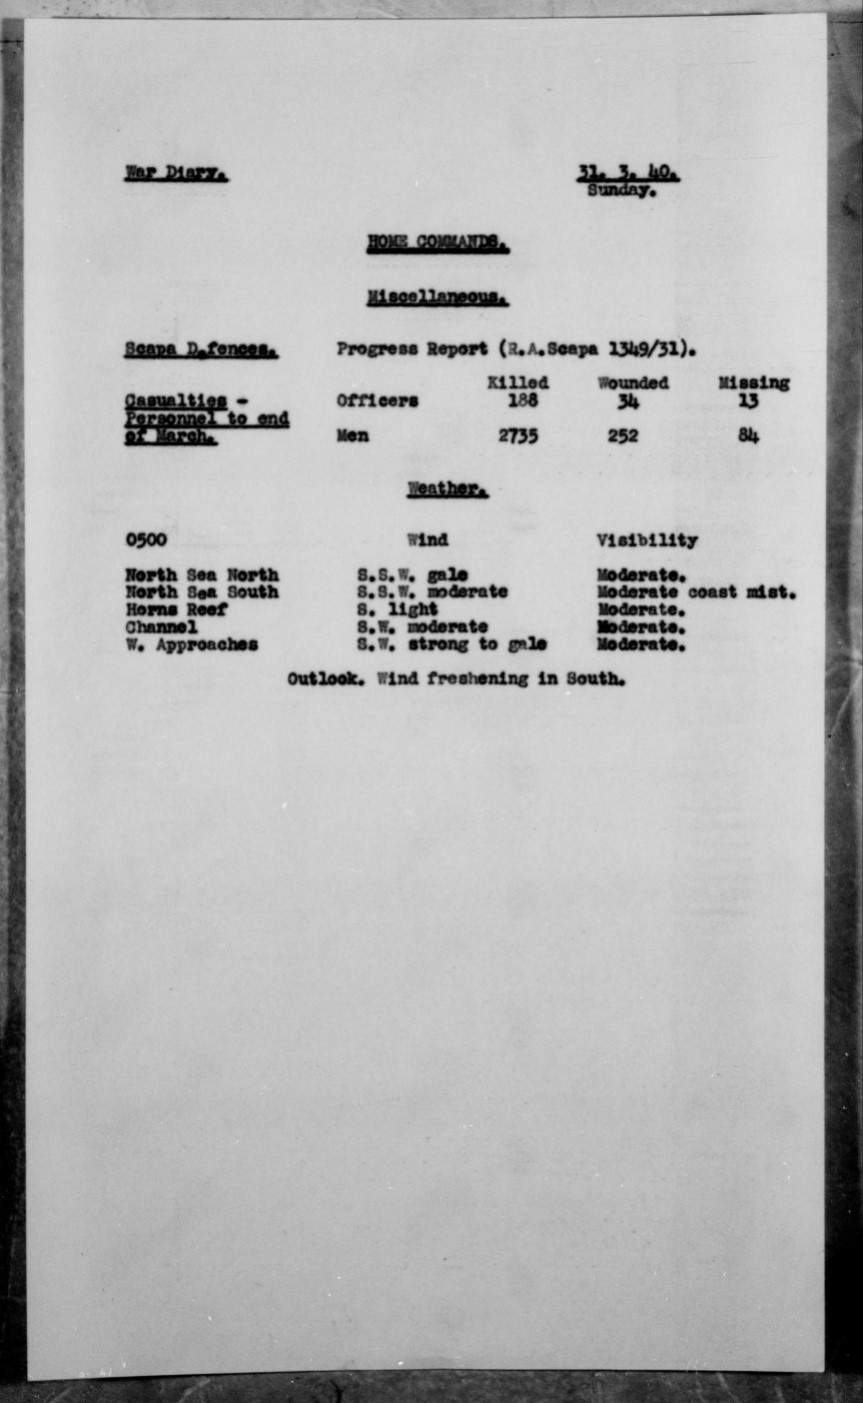 War Diary. 31. 3. 40.
Sunday.
HOME COMMANDS.
Miscellaneous.
Scapa D.fences. Progress Report (R.A.Scapa 1349/31).
Killed Wounded Missing
Casualties - Officers 188 34 13
Personnel to end
of March. Men 2735 252 84
Weather.
0500 Wind Visibility
North Sea North S.S.W. gale Moderate.
North Sea South S.S.W. moderate Moderate coast mist.
Horns Reef S. light Moderate.
Channel S.W. moderate Moderate.
W. Approaches S.W. strong to gale Moderate.
Outlook. Wind freshening in South.